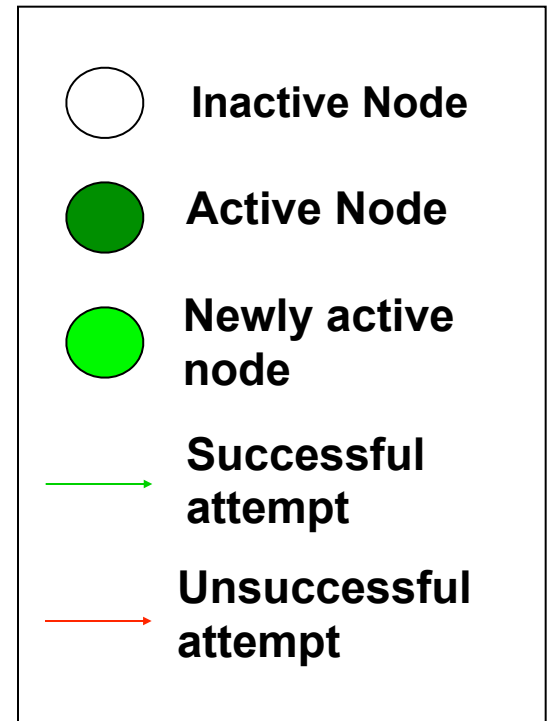 Inactive Node
Active Node
Newly active
node
Successful
attempt
Unsuccessful
attempt